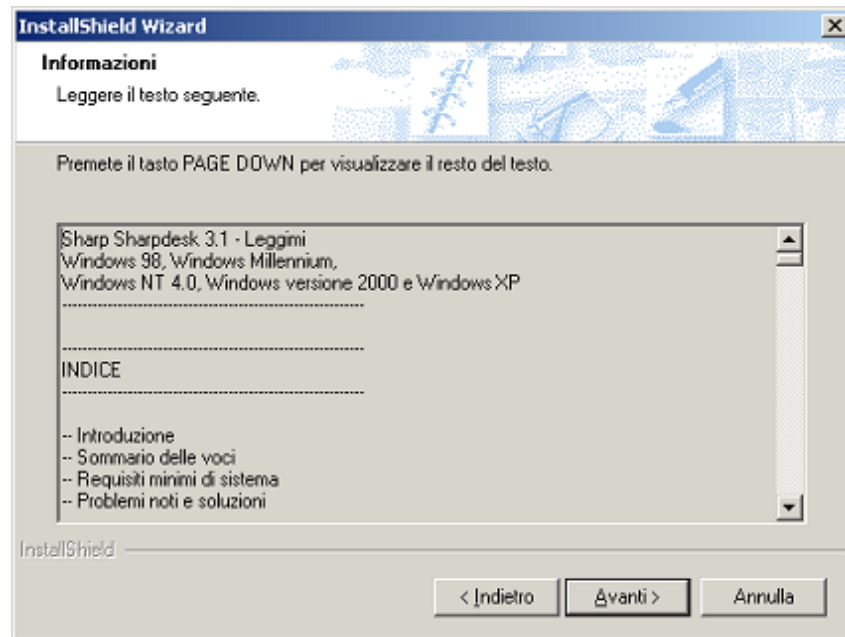 InstallShield Wizard
Informazioni
Leggere il testo seguente.
Premete il tasto PAGE DOWN per visualizzare il resto del testo.
Sharp Sharpdesk 3.1 - Leggimi
Windows 98, Windows Millennium,
Windows NT 4.0, Windows versione 2000 e Windows XP
------------------------------------------------------------
------------------------------------------------------------
INDICE
------------------------------------------------------------
-- Introduzione
-- Sommario delle voci
-- Requisiti minimi di sistema
-- Problemi noti e soluzioni
InstallShield
< Indietro
Avanti >
Annulla